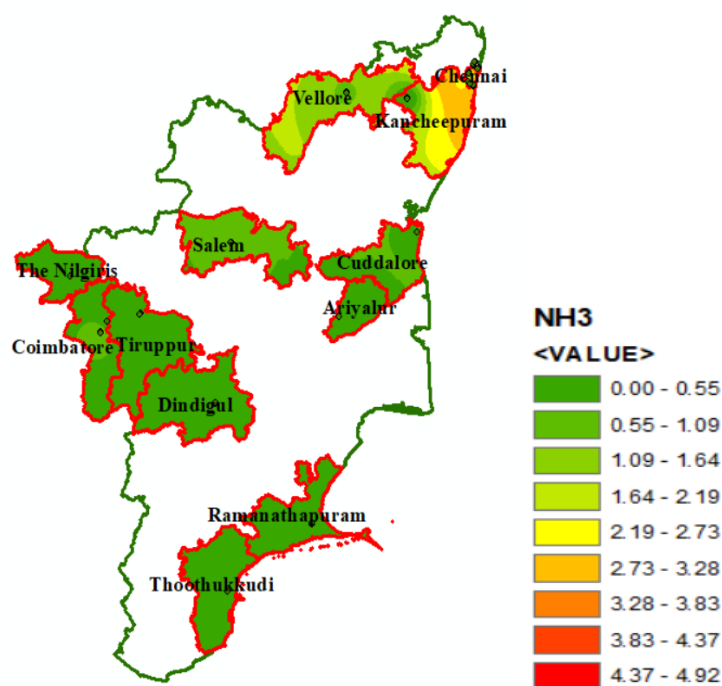 Chennai
Vellore
Kancheepuram
Salem
Cuddalore
The Nilgiris
Ariyalur
Coimbatore
Tiruppur
Dindigul
Ramanathapuram
Thoothukkudi
NH3
<VALUE>
0.00 - 0.55
0.55 - 1.09
1.09 - 1.64
1.64 - 2.19
2.19 - 2.73
2.73 - 3.28
3.28 - 3.83
3.83 - 4.37
4.37 - 4.92